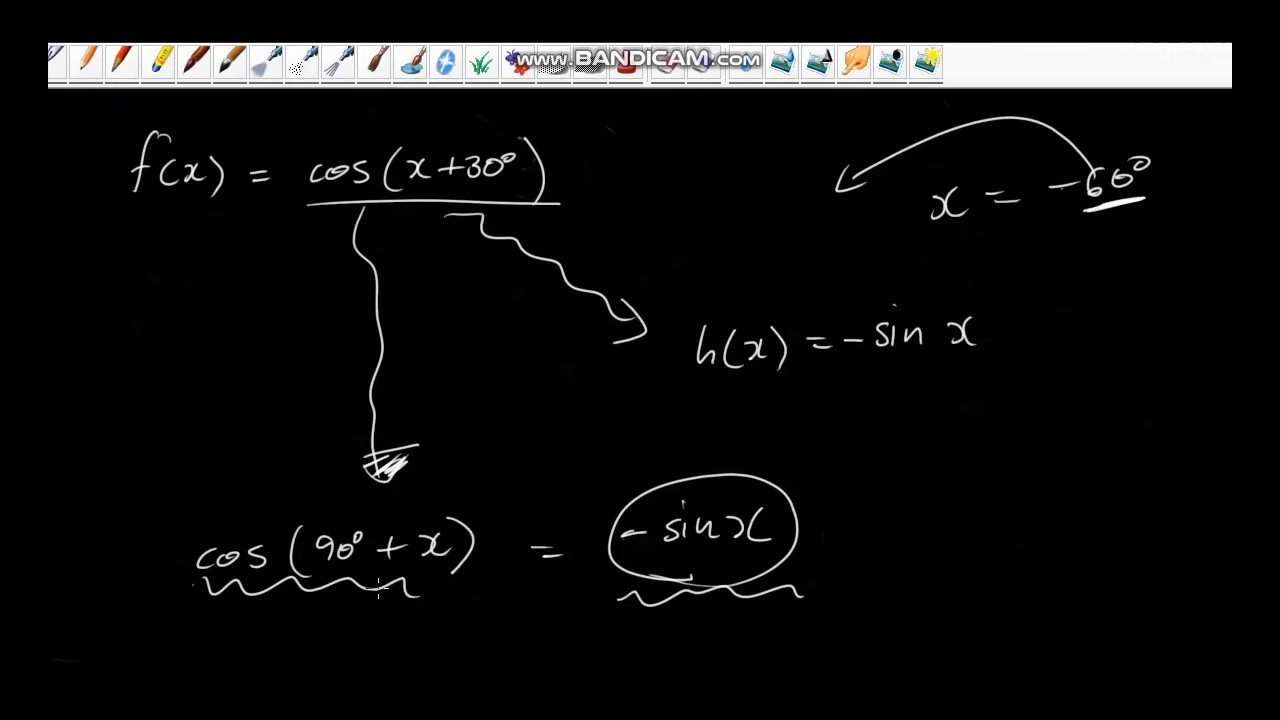 www.BANDICAM.com
f(x) = cos(x+30°)
x = -60°
h(x) = - sin x
cos (90° + x) = - sin x